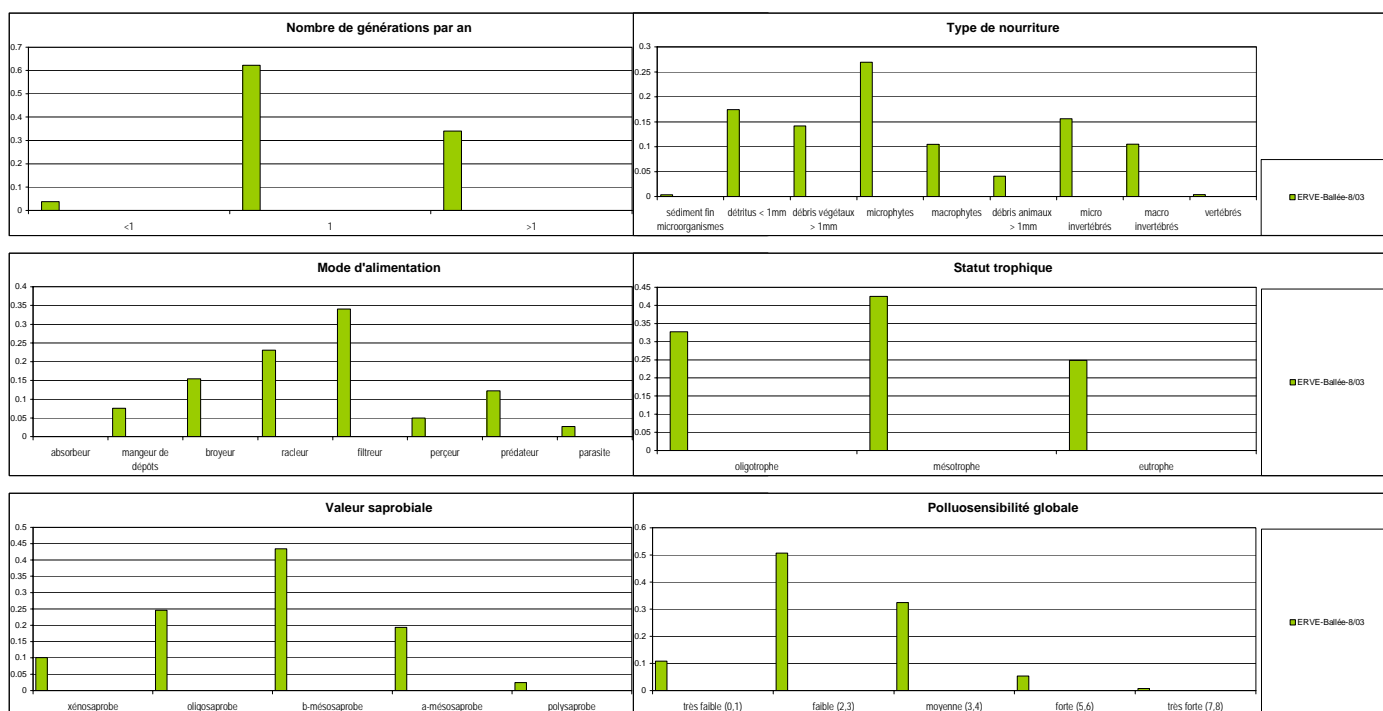 Nombre de générations par an
0.7
0.6
0.5
0.4
0.3
0.2
0.1
0
<1 1 >1
Type de nourriture
0.3
0.25
0.2
0.15
0.1
0.05
0
sédiment fin microorganismes
détritus < 1mm
débris végétaux > 1mm
microphytes
macrophytes
débris animaux > 1mm
micro invertébrés
macro invertébrés
vertébrés
ERVE-Ballée-8/03
Mode d'alimentation
0.4
0.35
0.3
0.25
0.2
0.15
0.1
0.05
0
absorbeur
mangeur de dépôts
broyeur
racleur
filtreur
perçeur
prédateur
parasite
Statut trophique
0.45
0.4
0.35
0.3
0.25
0.2
0.15
0.1
0.05
0
oligotrophe mésotrophe eutrophe
ERVE-Ballée-8/03
Valeur saprobiale
0.5
0.45
0.4
0.35
0.3
0.25
0.2
0.15
0.1
0.05
0
xénosaprobe oligosaprobe b-mésosaprobe a-mésosaprobe polysaprobe
Polluosensibilité globale
0.6
0.5
0.4
0.3
0.2
0.1
0
très faible (0,1) faible (2,3) moyenne (3,4) forte (5,6) très forte (7,8)
ERVE-Ballée-8/03